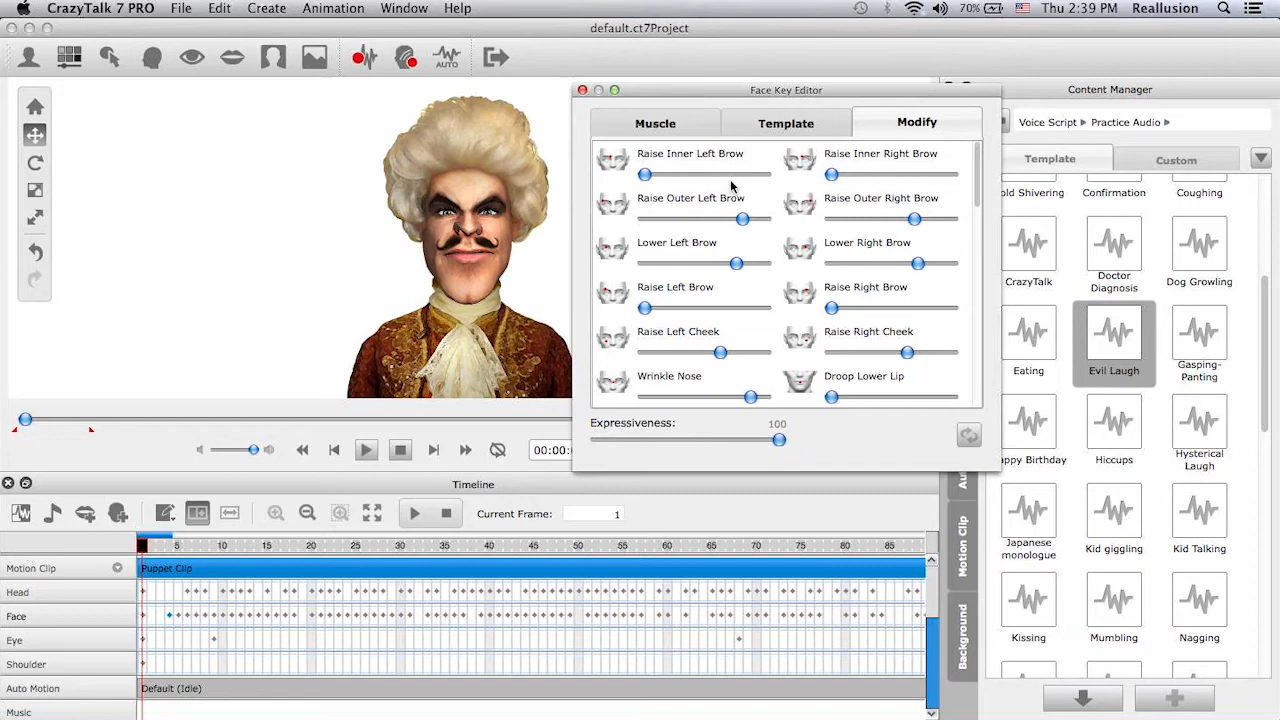 CrazyTalk 7 PRO File Edit Create Animation Window Help 70% Thu 2:39 PM Reallusion
default.ct7Project
AUTO
Face Key Editor
Muscle Template Modify
Raise Inner Left Brow Raise Inner Right Brow
Raise Outer Left Brow Raise Outer Right Brow
Lower Left Brow Lower Right Brow
Raise Left Brow Raise Right Brow
Raise Left Cheek Raise Right Cheek
Wrinkle Nose Droop Lower Lip
Expressiveness: 100
Content Manager
Voice Script Practice Audio
Template Custom
old Shivering Confirmation Coughing
CrazyTalk Doctor Diagnosis Dog Growling
Eating Evil Laugh Gasping-Panting
appy Birthday Hiccups Hysterical Laugh
Japanese monologue Kid giggling Kid Talking
Kissing Mumbling Nagging
Au
Motion Clip
Background
00:00:
Timeline
Current Frame: 1
5 10 15 20 25 30 35 40 45 50 55 60 65 70 75 80 85
Motion Clip Puppet Clip
Head
Face
Eye
Shoulder
Auto Motion Default (Idle)
Music